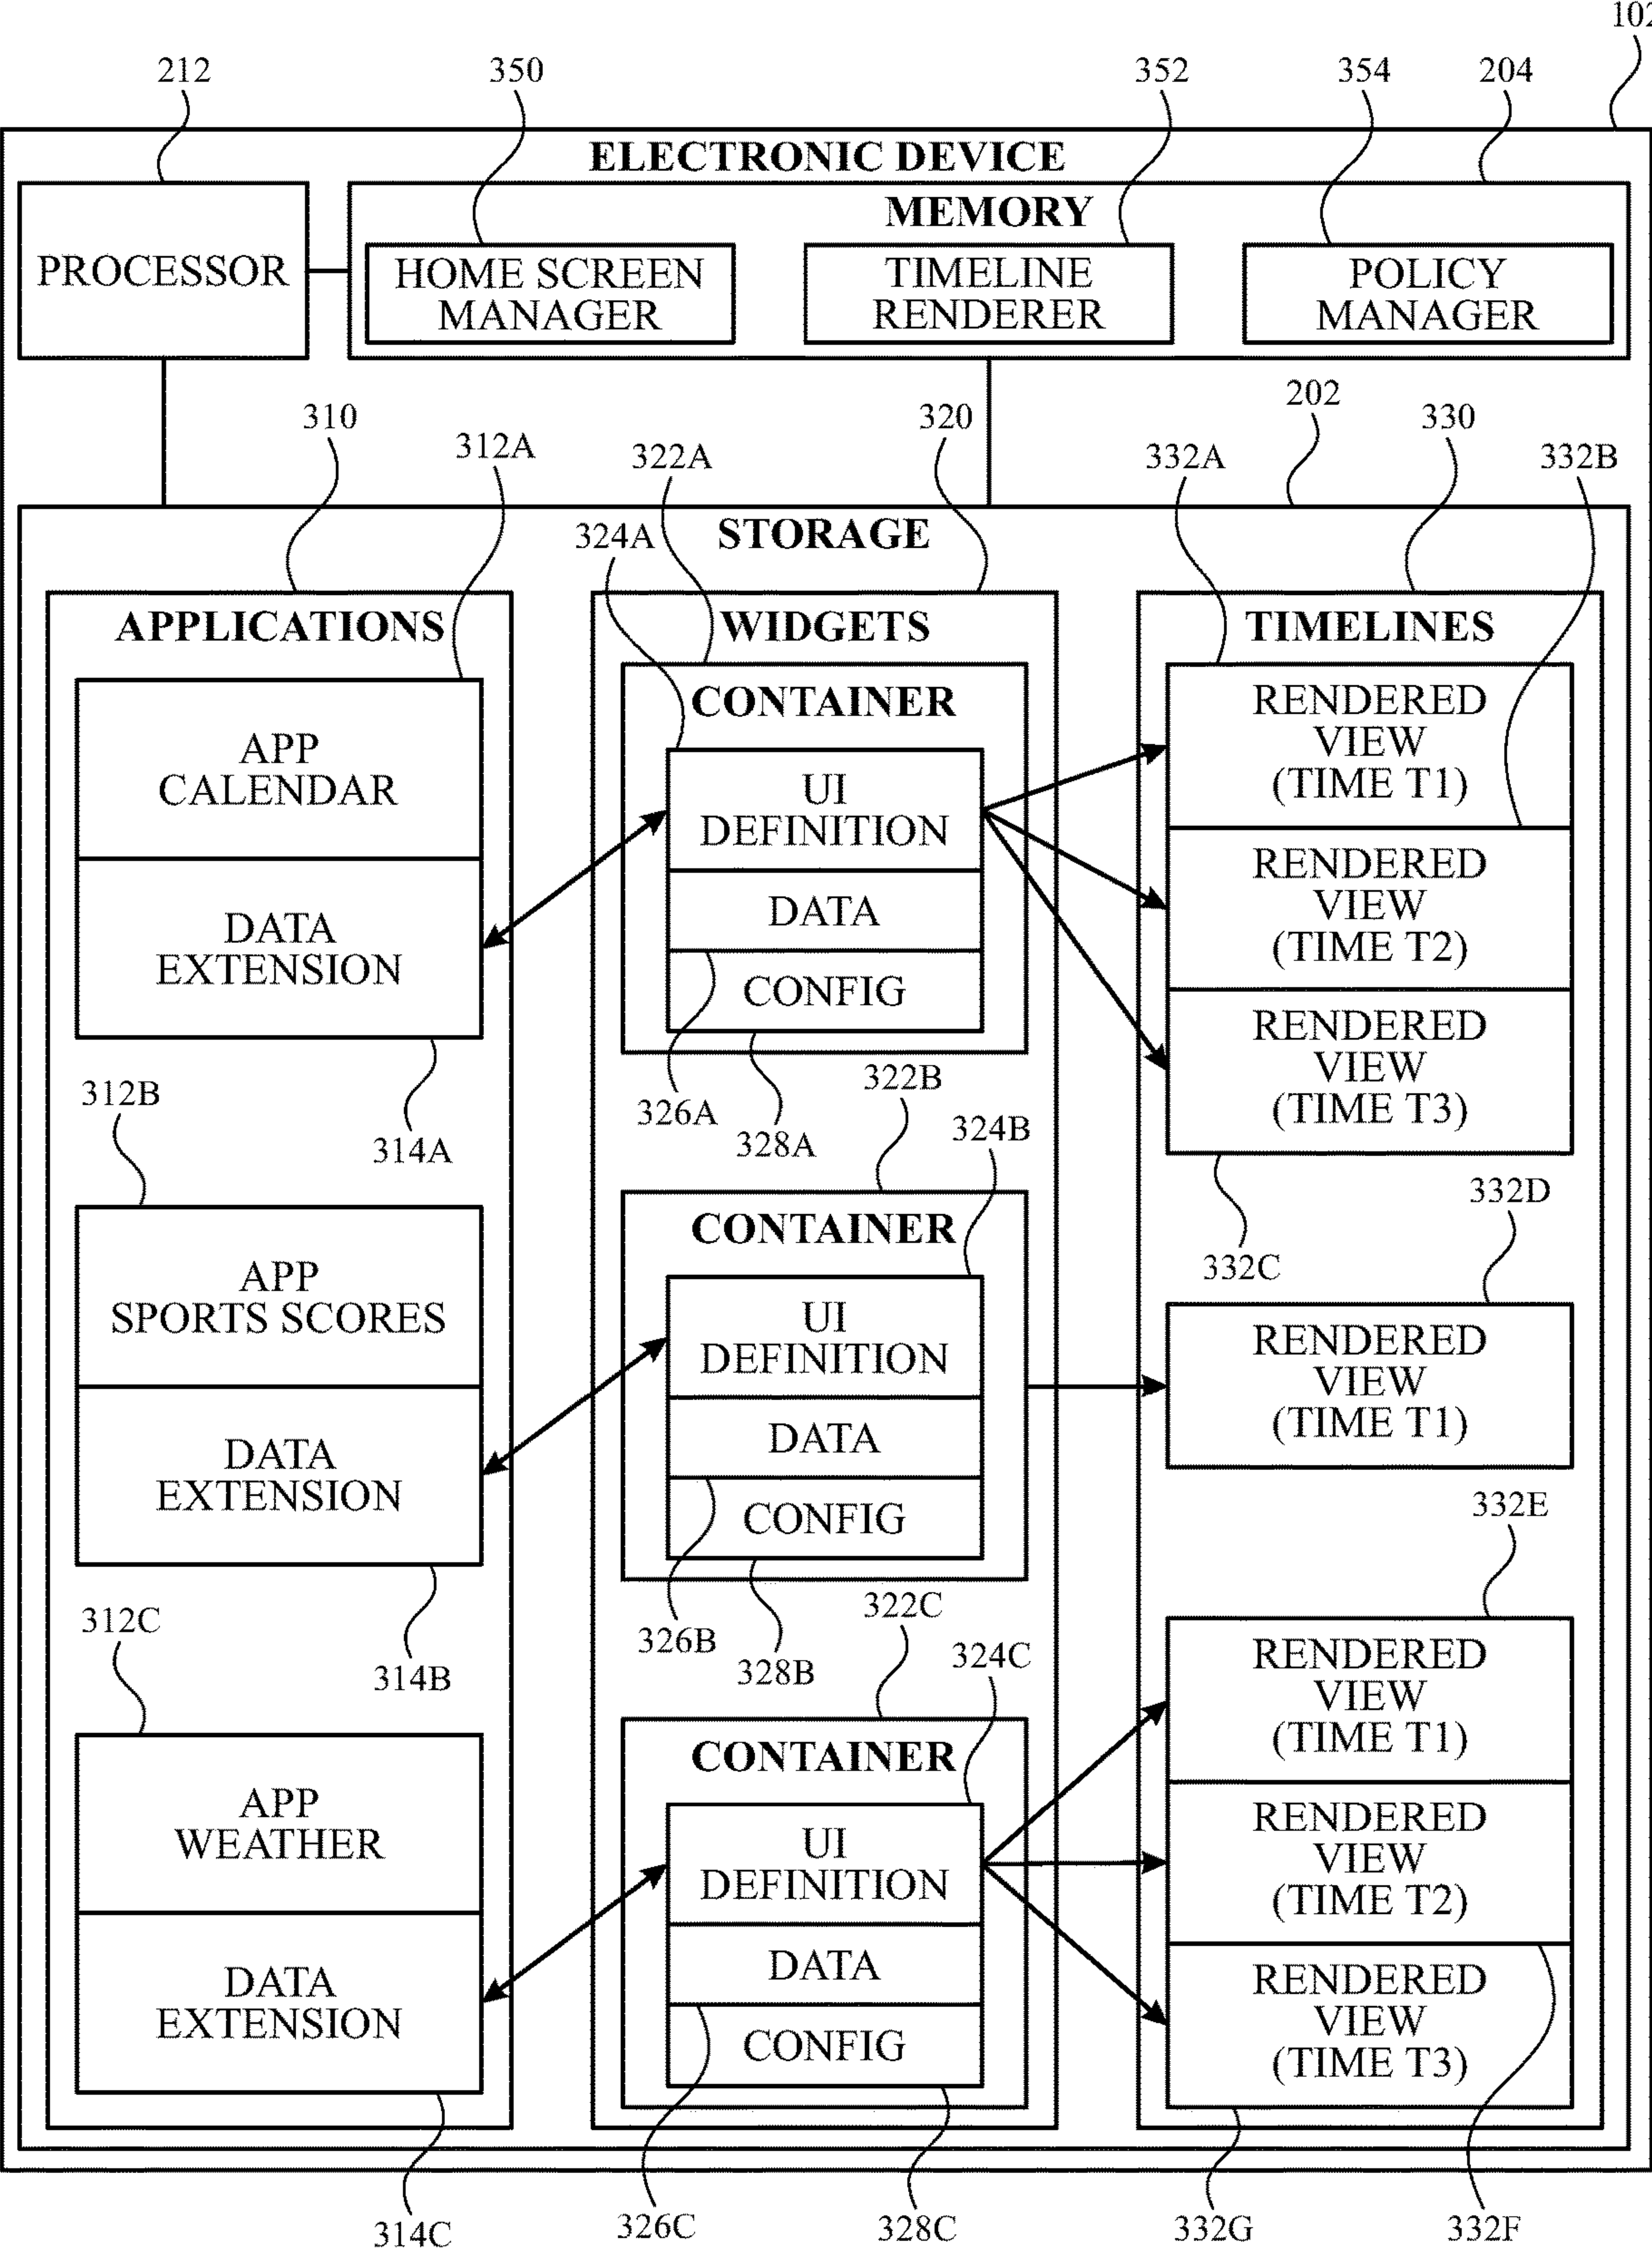 102
212
350
352
354
204
ELECTRONIC DEVICE
PROCESSOR
MEMORY
HOME SCREEN
MANAGER
TIMELINE
RENDERER
POLICY
MANAGER
310
312A
322A
320
202
332A
330
332B
STORAGE
324A
APPLICATIONS
APP
CALENDAR
DATA
EXTENSION
314A
312B
APP
SPORTS SCORES
DATA
EXTENSION
314B
312C
APP
WEATHER
DATA
EXTENSION
314C
WIDGETS
CONTAINER
UI
DEFINITION
DATA
CONFIG
326A
328A
322B
324B
CONTAINER
UI
DEFINITION
DATA
CONFIG
326B
328B
322C
324C
CONTAINER
UI
DEFINITION
DATA
CONFIG
326C
328C
TIMELINES
RENDERED
VIEW
(TIME T1)
RENDERED
VIEW
(TIME T2)
RENDERED
VIEW
(TIME T3)
332C
332D
RENDERED
VIEW
(TIME T1)
332E
RENDERED
VIEW
(TIME T1)
RENDERED
VIEW
(TIME T2)
RENDERED
VIEW
(TIME T3)
332G
332F